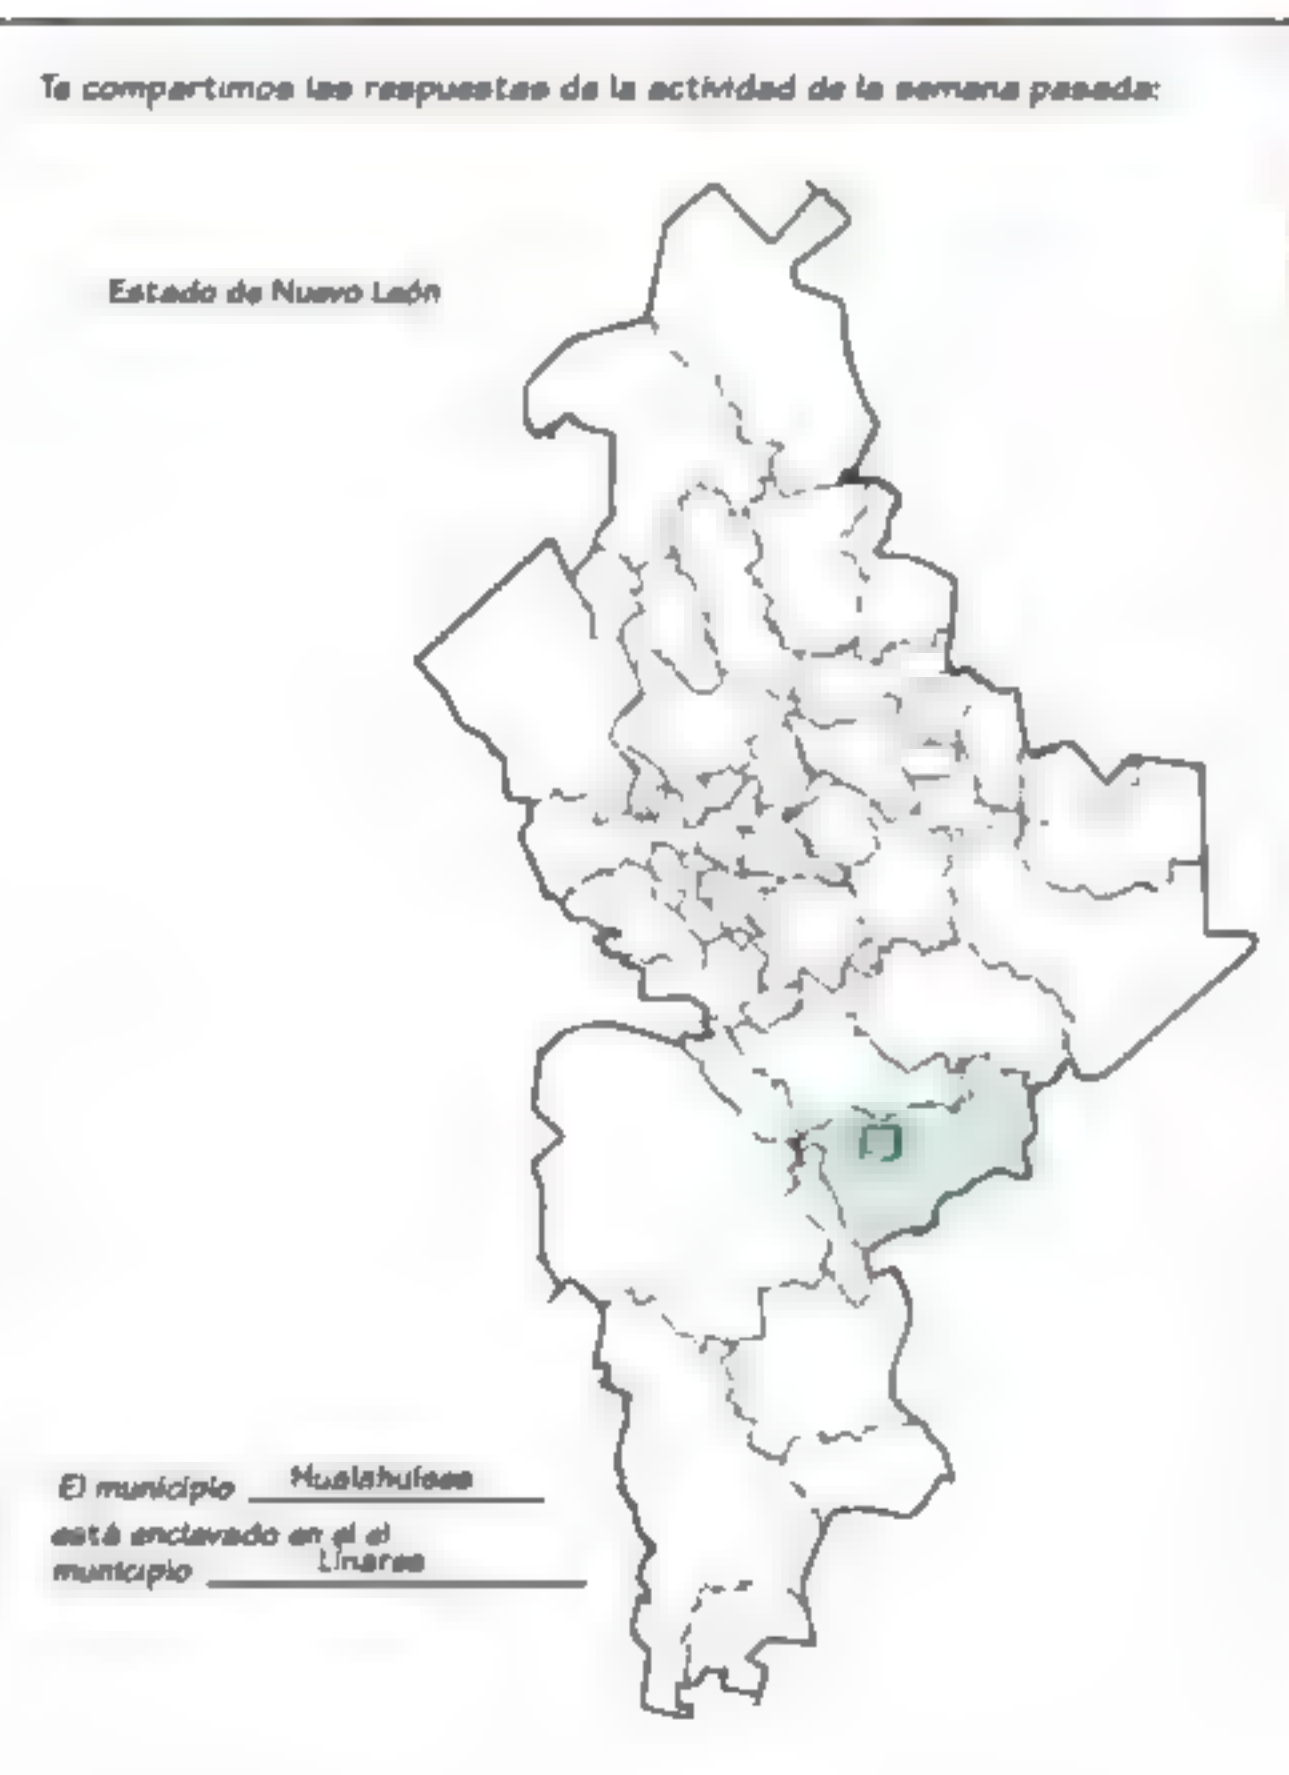 Te compartimos las respuestas de la actividad de la semana pasada:
Estado de Nuevo León
El municipio Hualahuises
está enclavado en el el
municipio Linares